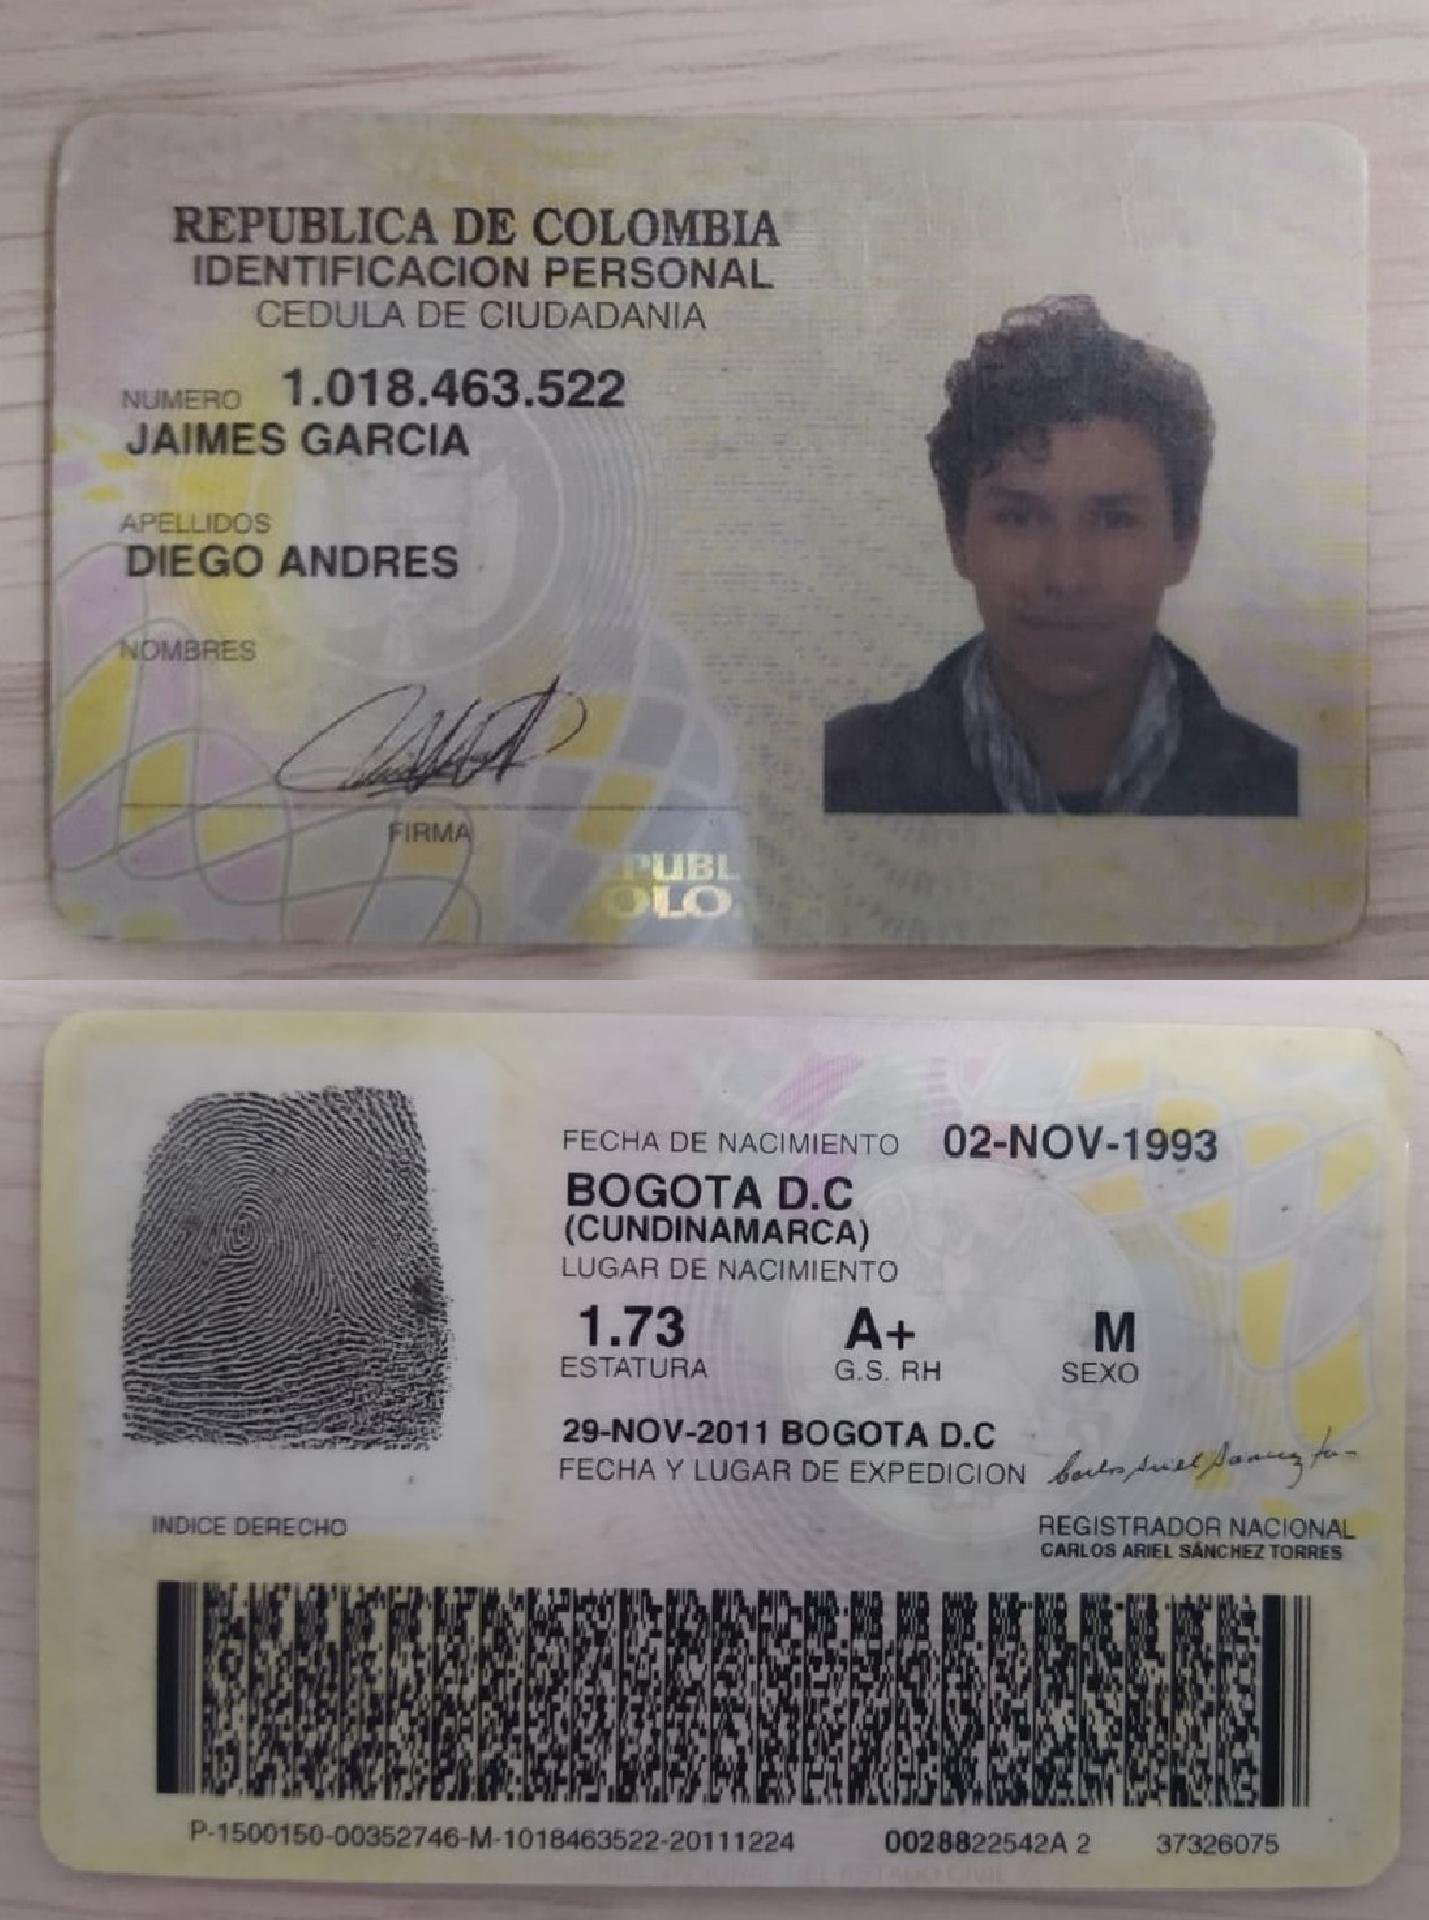 REPUBLICA DE COLOMBIA
IDENTIFICACION PERSONAL
CEDULA DE CIUDADANIA
NUMERO 1.018.463.522
JAIMES GARCIA
APELLIDOS
DIEGO ANDRES
NOMBRES
FIRMA
PUBL
OLO
FECHA DE NACIMIENTO 02-NOV-1993
BOGOTA D.C
(CUNDINAMARCA)
LUGAR DE NACIMIENTO
1.73 A+ M
ESTATURA G.S. RH SEXO
29-NOV-2011 BOGOTA D.C
FECHA Y LUGAR DE EXPEDICION
INDICE DERECHO
REGISTRADOR NACIONAL
CARLOS ARIEL SÁNCHEZ TORRES
P-1500150-00352746-M-1018463522-20111224 0028822542A 2 37326075